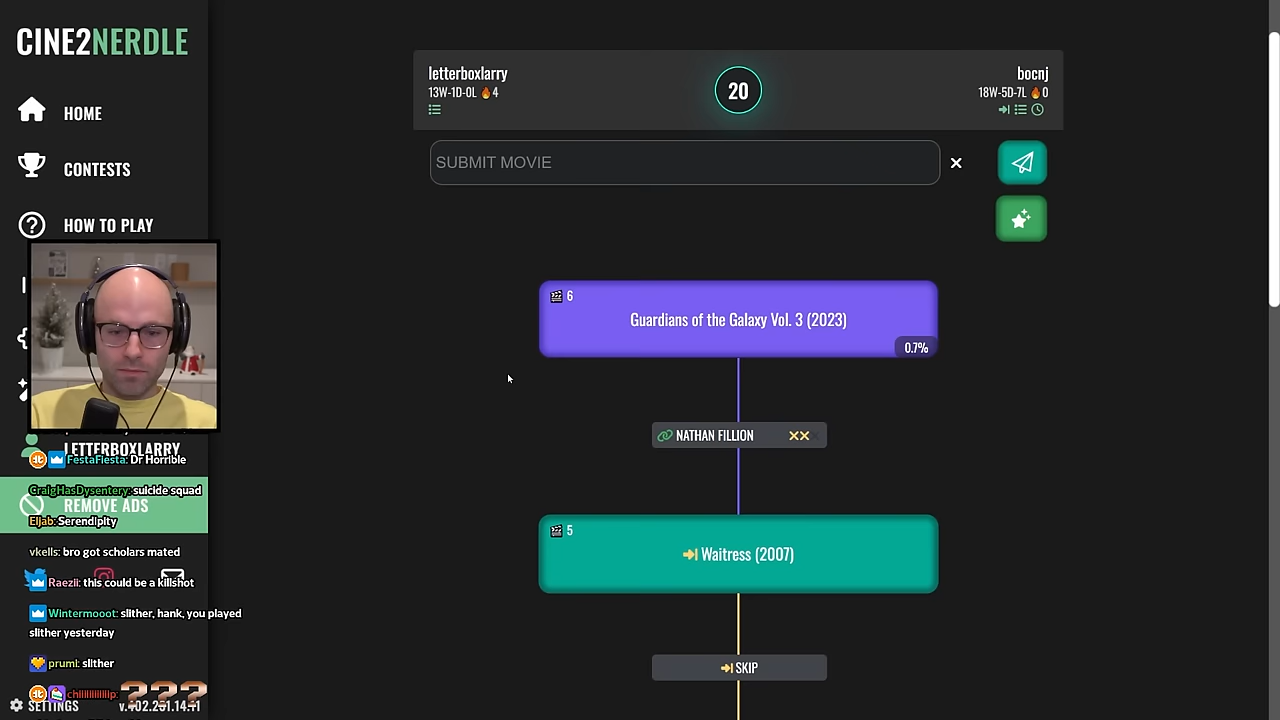 CINE2NERDLE
HOME
CONTESTS
HOW TO PLAY
LETTERBOXLARRY
REMOVE ADS
FestaFiesta: Dr Horrible
CraigHasDysentery: suicide squad
Eljab: Serendipity
vkells: bro got scholars mated
Raezli: this could be a killshot
Wintermooot: slither, hank, you played
slither yesterday
pruml: slither
SETTINGS
letterboxlarry
13W-1D-0L 🔥4
20
bocnj
18W-5D-7L 🔥0
SUBMIT MOVIE
6
Guardians of the Galaxy Vol. 3 (2023)
0.7%
NATHAN FILLION
5
Waitress (2007)
SKIP